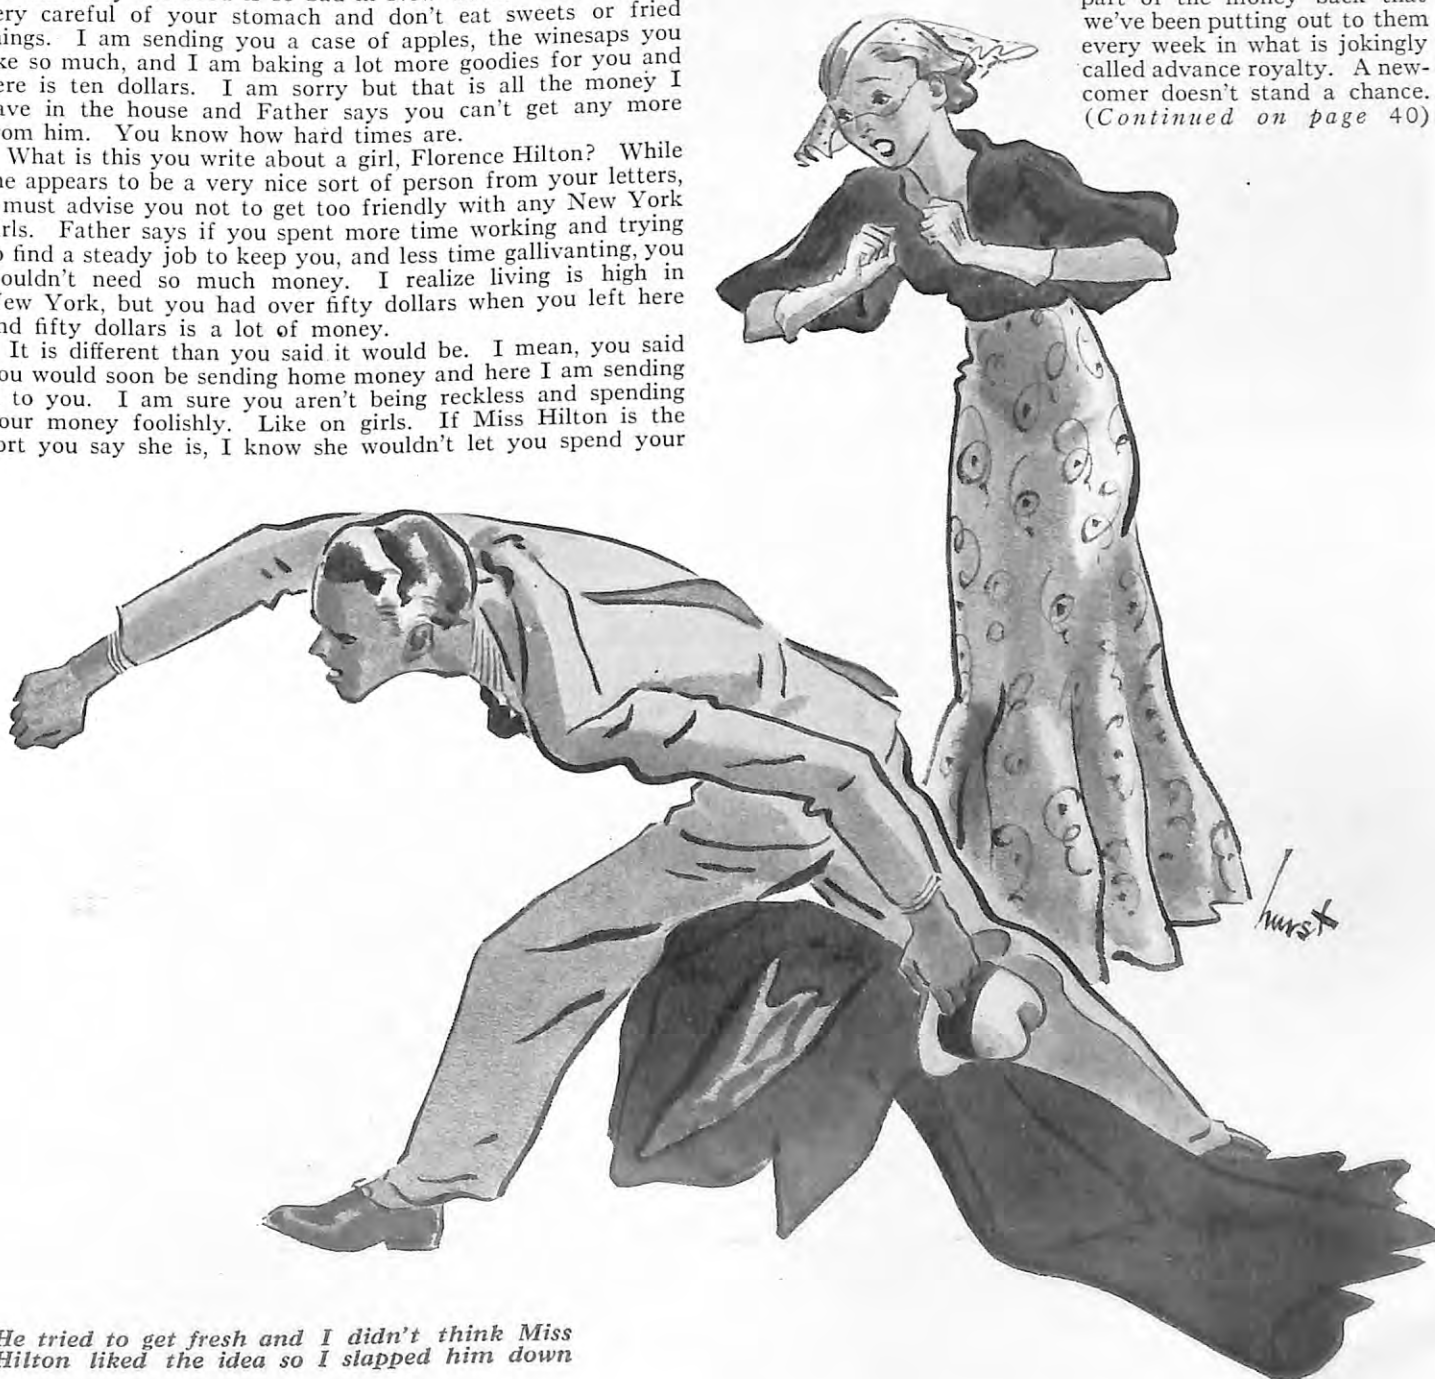 ery careful of your stomach and don't eat sweets or fried
ings. I am sending you a case of apples, the winesaps you
ke so much, and I am baking a lot more goodies for you and
ere is ten dollars. I am sorry but that is all the money I
ave in the house and Father says you can't get any more
rom him. You know how hard times are.
What is this you write about a girl, Florence Hilton? While
he appears to be a very nice sort of person from your letters,
must advise you not to get too friendly with any New York
irls. Father says if you spent more time working and trying
o find a steady job to keep you, and less time gallivanting, you
ouldn't need so much money. I realize living is high in
ew York, but you had over fifty dollars when you left here
nd fifty dollars is a lot of money.
It is different than you said it would be. I mean, you said
ou would soon be sending home money and here I am sending
to you. I am sure you aren't being reckless and spending
our money foolishly. Like on girls. If Miss Hilton is the
ort you say she is, I know she wouldn't let you spend your
part of the money back that
we've been putting out to them
every week in what is jokingly
called advance royalty. A new-
comer doesn't stand a chance.
(Continued on page 40)
hurst
He tried to get fresh and I didn't think Miss
Hilton liked the idea so I slapped him down